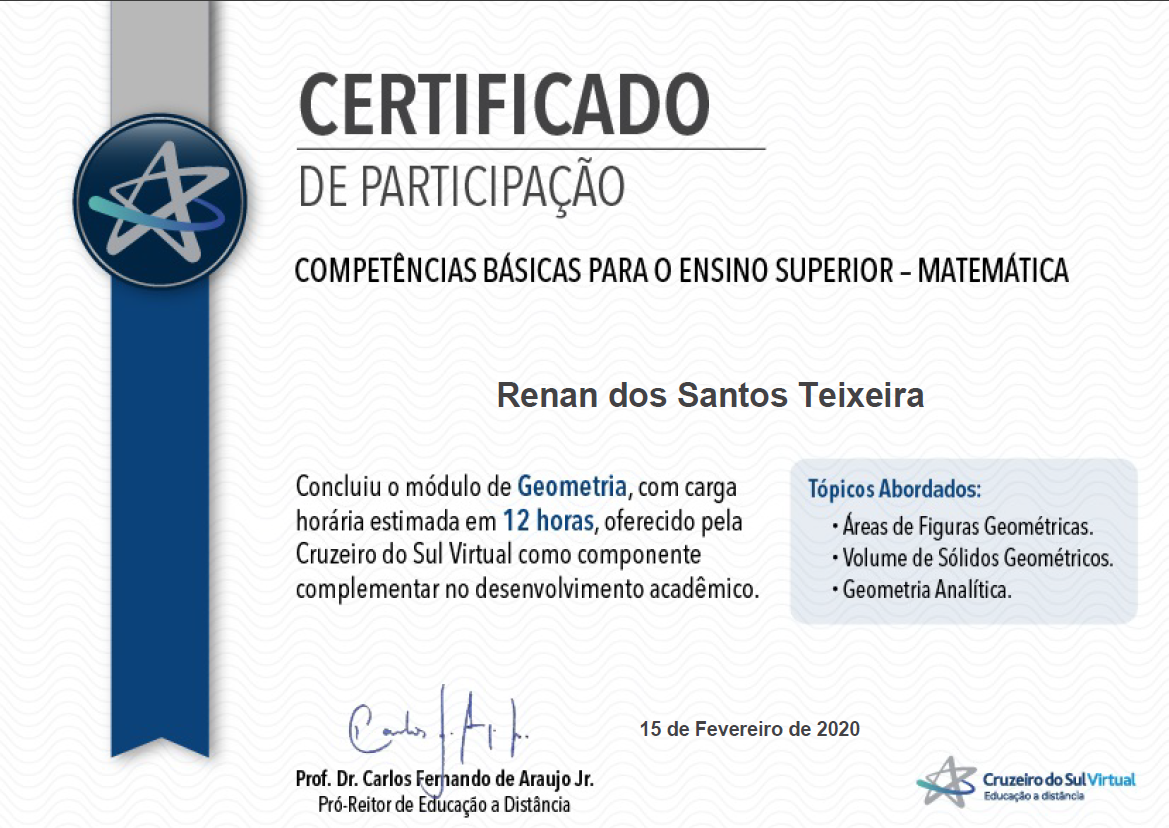 CERTIFICADO
DE PARTICIPAÇÃO
COMPETÊNCIAS BÁSICAS PARA O ENSINO SUPERIOR – MATEMÁTICA
Renan dos Santos Teixeira
Concluiu o módulo de Geometria, com carga
horária estimada em 12 horas, oferecido pela
Cruzeiro do Sul Virtual como componente
complementar no desenvolvimento acadêmico.
Tópicos Abordados:
• Áreas de Figuras Geométricas.
• Volume de Sólidos Geométricos.
• Geometria Analítica.
Carlos F. A. Jr.
Prof. Dr. Carlos Fernando de Araujo Jr.
Pró-Reitor de Educação a Distância
15 de Fevereiro de 2020
Cruzeiro do Sul Virtual
Educação a distância